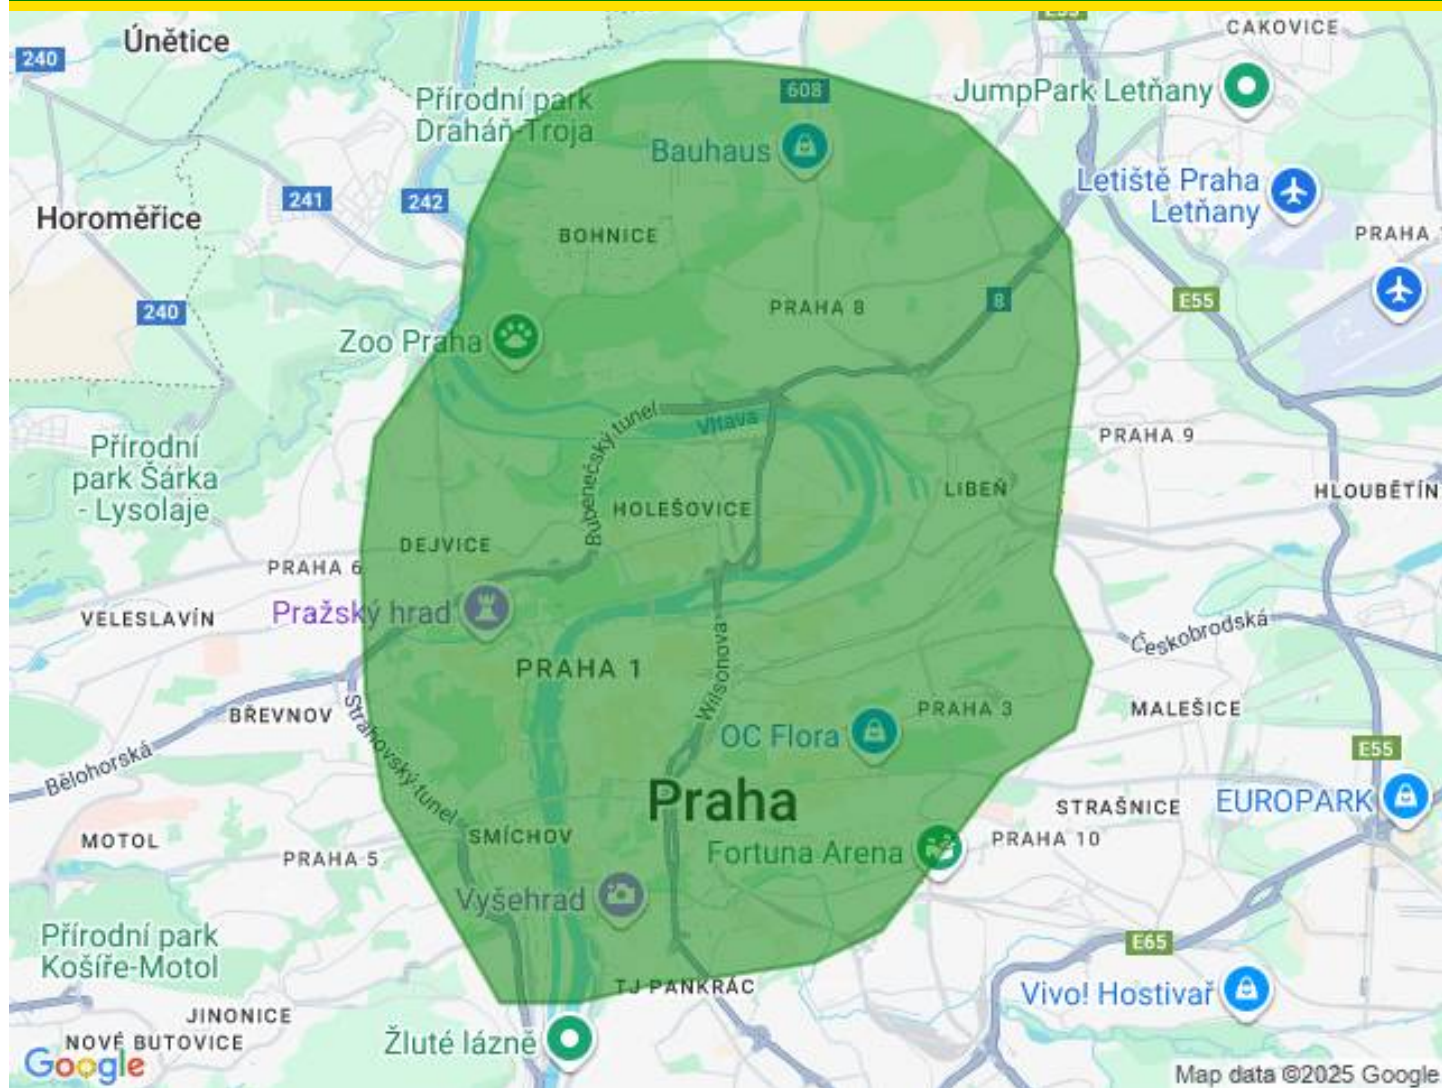 E55
ČAKOVICE
Únětice
240
JumpPark Letňany
Přírodní park
Draháň-Troja
608
Bauhaus
Letiště Praha
Letňany
241
242
Horoměřice
BOHNICE
PRAHA
240
8
E55
PRAHA 8
Zoo Praha
Vltava
Bubenečský tunel
PRAHA 9
Přírodní
park Šárka
- Lysolaje
LIBEŇ
HLOUBĚTÍN
HOLEŠOVICE
DEJVICE
PRAHA 6
VELESLAVÍN
Pražský hrad
Českobrodská
PRAHA 1
Wilsonova
BŘEVNOV
PRAHA 3
MALEŠICE
OC Flora
Strahovský tunel
Bělohorská
E55
Praha
STRAŠNICE
EUROPARK
MOTOL
SMÍCHOV
PRAHA 10
PRAHA 5
Fortuna Arena
Vyšehrad
Přírodní park
Košíře-Motol
E65
TJ PANKRÁC
Vivo! Hostivař
JINONICE
NOVÉ BUTOVICE
Žluté lázně
Google
Map data ©2025 Google